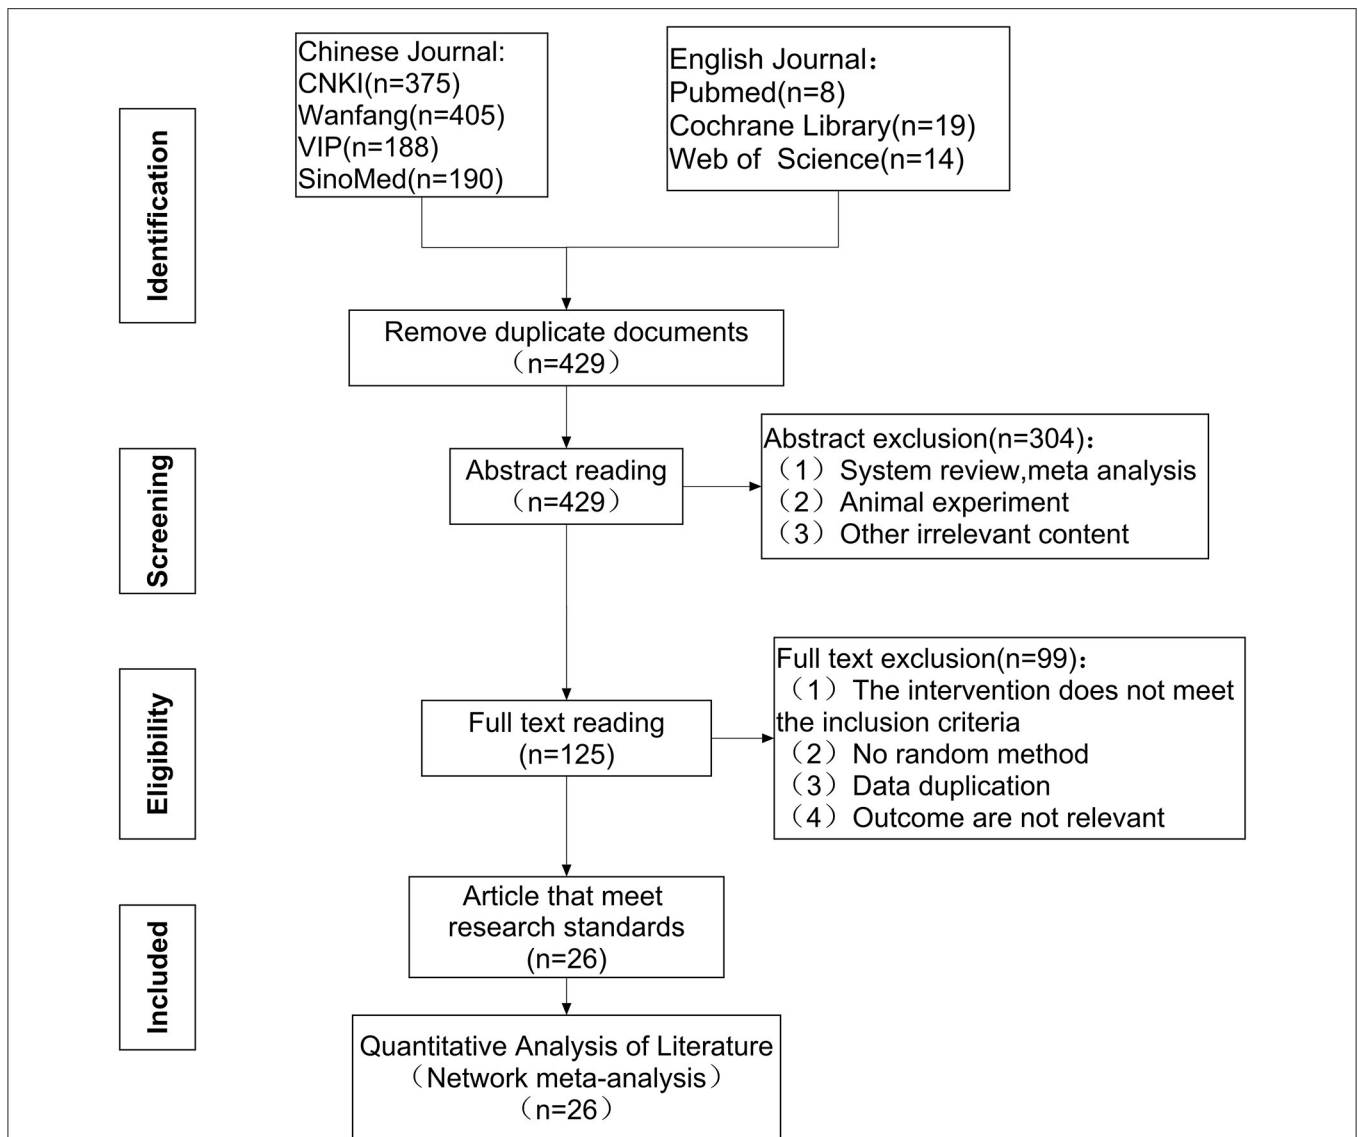 Chinese Journal:
CNKI(n=375)
Wanfang(n=405)
VIP(n=188)
SinoMed(n=190)
English Journal：
Pubmed(n=8)
Cochrane Library(n=19)
Web of  Science(n=14)
Identification
Remove duplicate documents
（n=429）
Screening
Abstract reading
（n=429）
Abstract exclusion(n=304)：
（1）System review,meta analysis
（2）Animal experiment
（3）Other irrelevant content
Eligibility
Full text reading
(n=125)
Full text exclusion(n=99)：
（1）The intervention does not meet
the inclusion criteria
（2）No random method
（3）Data duplication
（4）Outcome are not relevant
Included
Article that meet
research standards
(n=26)
Quantitative Analysis of Literature
（Network meta-analysis）
（n=26）